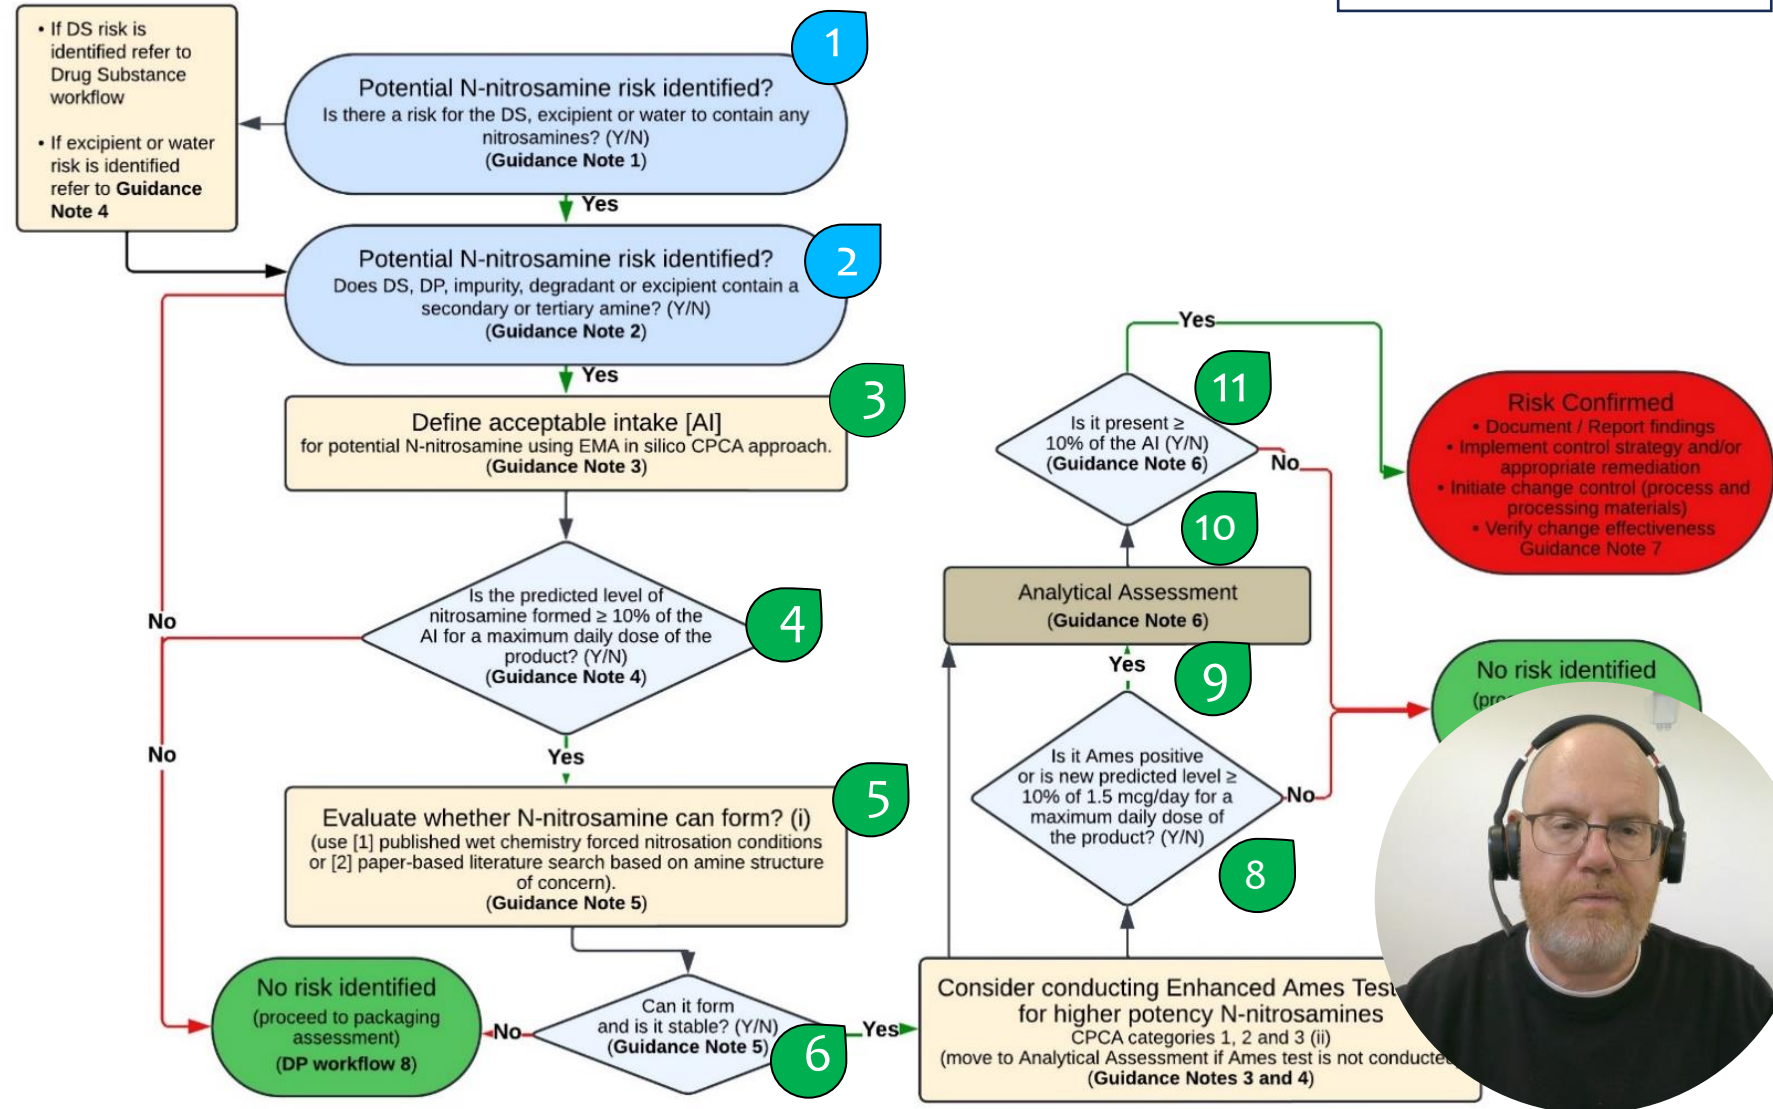 • If DS risk is
identified refer to
Drug Substance
workflow
• If excipient or water
risk is identified
refer to Guidance
Note 4
1
Potential N-nitrosamine risk identified?
Is there a risk for the DS, excipient or water to contain any
nitrosamines? (Y/N)
(Guidance Note 1)
Yes
2
Potential N-nitrosamine risk identified?
Does DS, DP, impurity, degradant or excipient contain a
secondary or tertiary amine? (Y/N)
(Guidance Note 2)
Yes
3
Define acceptable intake [AI]
for potential N-nitrosamine using EMA in silico CPCA approach.
(Guidance Note 3)
4
Is the predicted level of
nitrosamine formed ≥ 10% of the
AI for a maximum daily dose of the
product? (Y/N)
(Guidance Note 4)
No
No
Yes
5
Evaluate whether N-nitrosamine can form? (i)
(use [1] published wet chemistry forced nitrosation conditions
or [2] paper-based literature search based on amine structure
of concern).
(Guidance Note 5)
No risk identified
(proceed to packaging
assessment)
(DP workflow 8)
No
Can it form
and is it stable? (Y/N)
(Guidance Note 5)
6
Yes
Consider conducting Enhanced Ames Test
for higher potency N-nitrosamines
CPCA categories 1, 2 and 3 (ii)
(move to Analytical Assessment if Ames test is not conducted
(Guidance Notes 3 and 4)
8
Is it Ames positive
or is new predicted level ≥
10% of 1.5 mcg/day for a
maximum daily dose of
the product? (Y/N)
No
9
Yes
Analytical Assessment
(Guidance Note 6)
10
11
Is it present ≥
10% of the AI (Y/N)
(Guidance Note 6)
No
Yes
Risk Confirmed
• Document / Report findings
• Implement control strategy and/or
appropriate remediation
• Initiate change control (process and
processing materials)
• Verify change effectiveness
Guidance Note 7
No risk identified